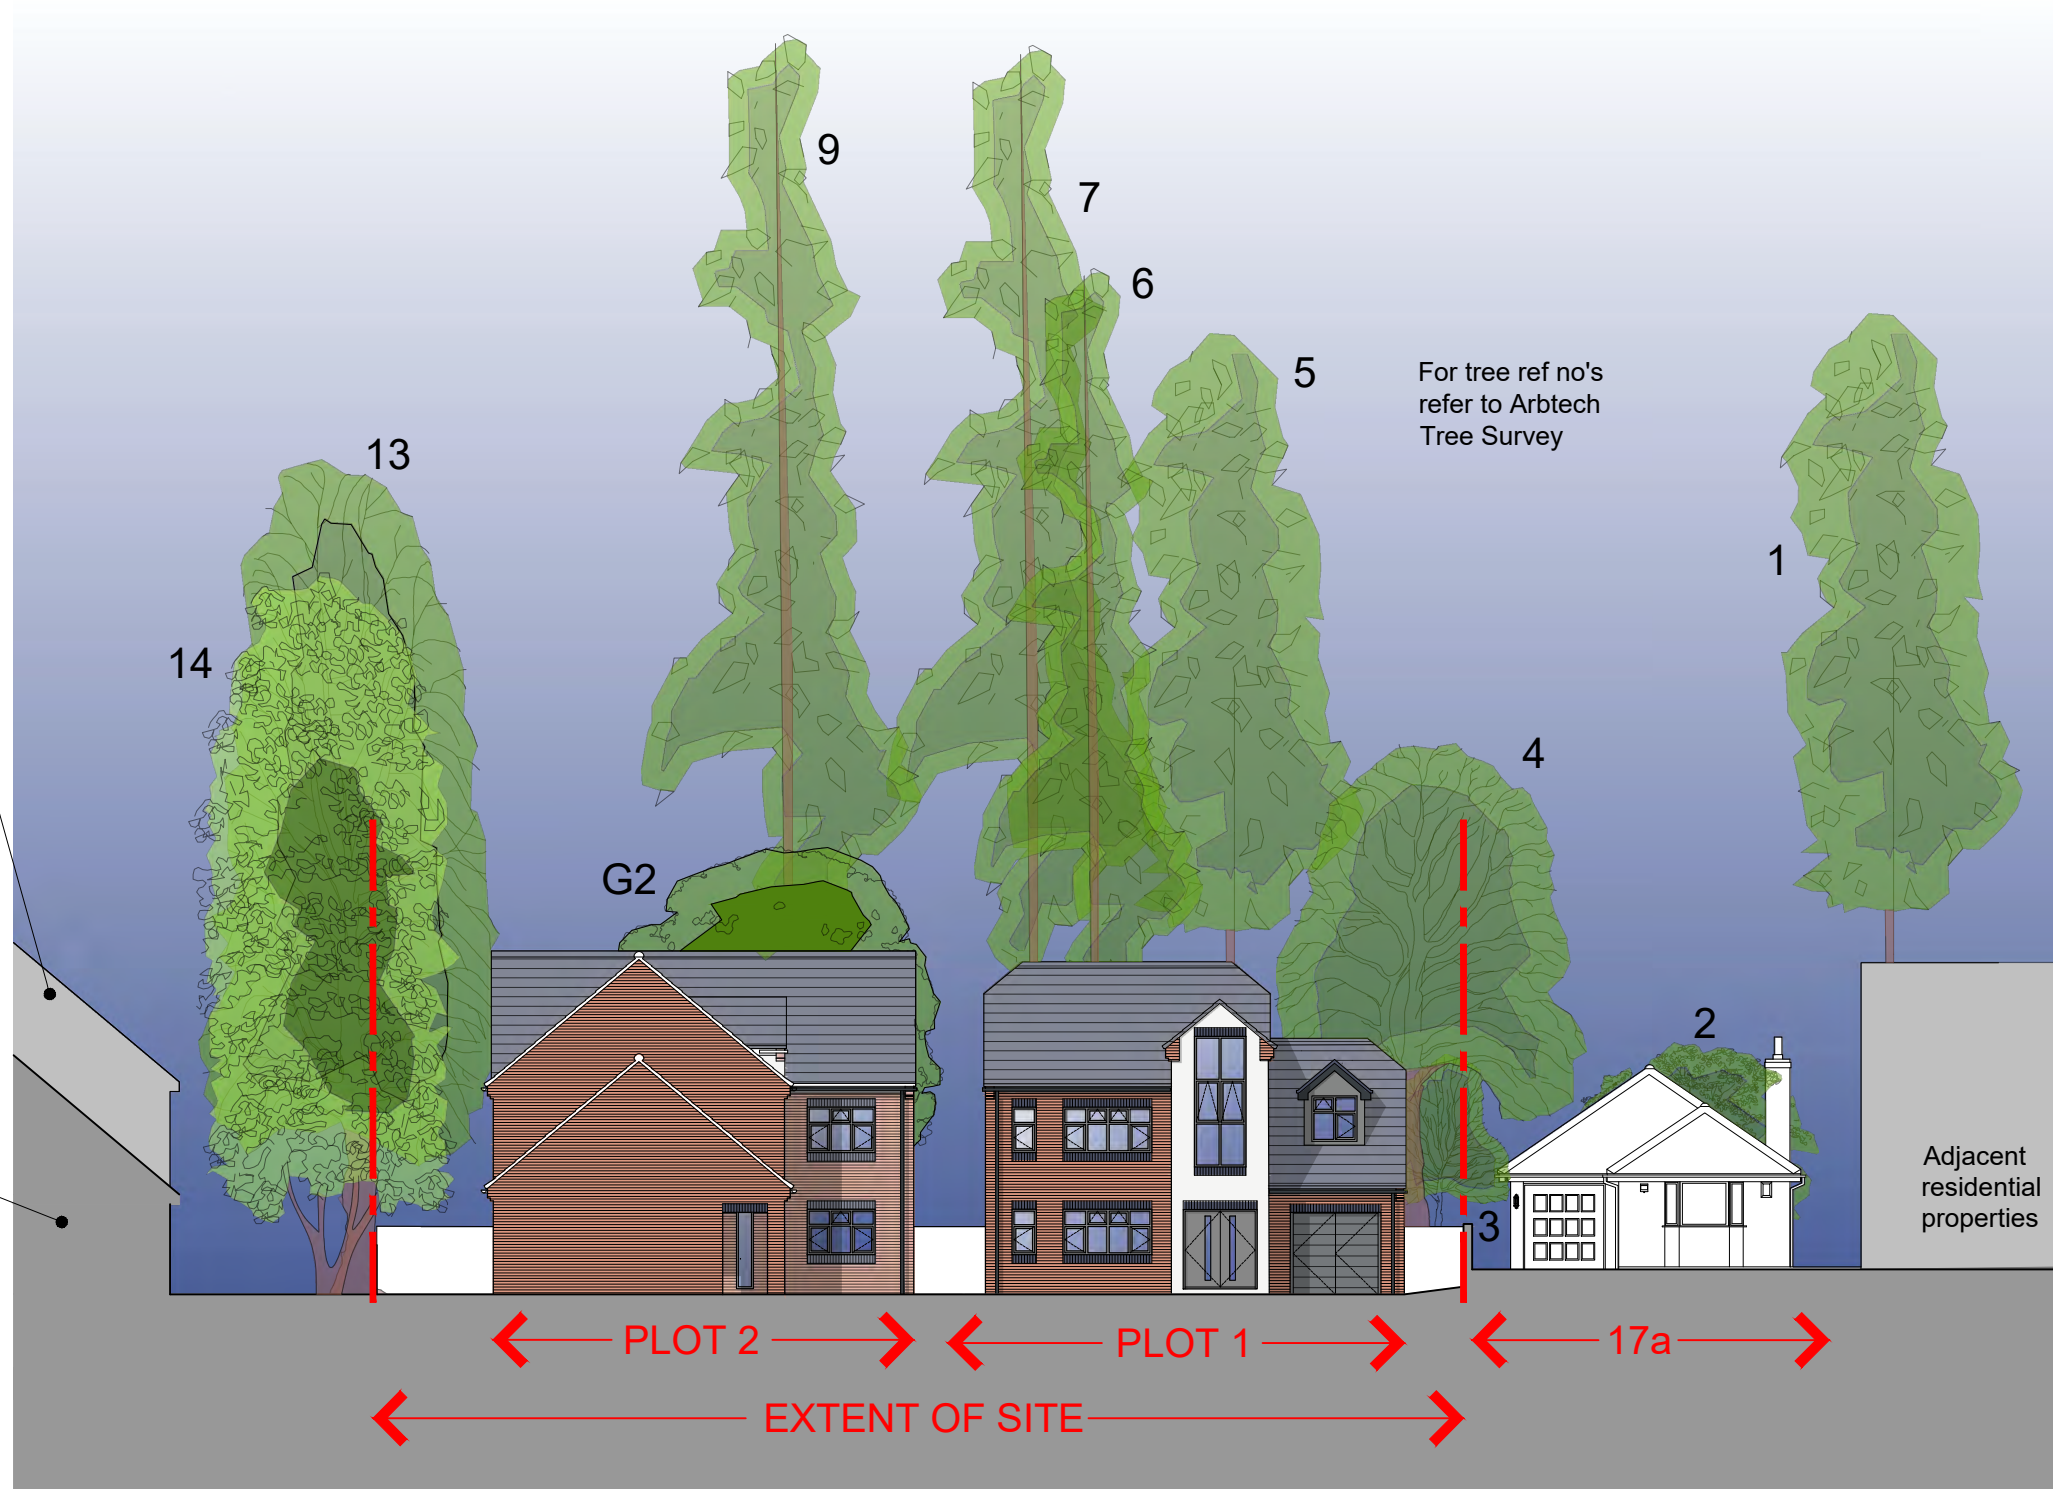 9
7
6
5
For tree ref no's
refer to Arbtech
Tree Survey
13
1
14
4
G2
2
Adjacent
residential
properties
3
PLOT 2
PLOT 1
17a
EXTENT OF SITE